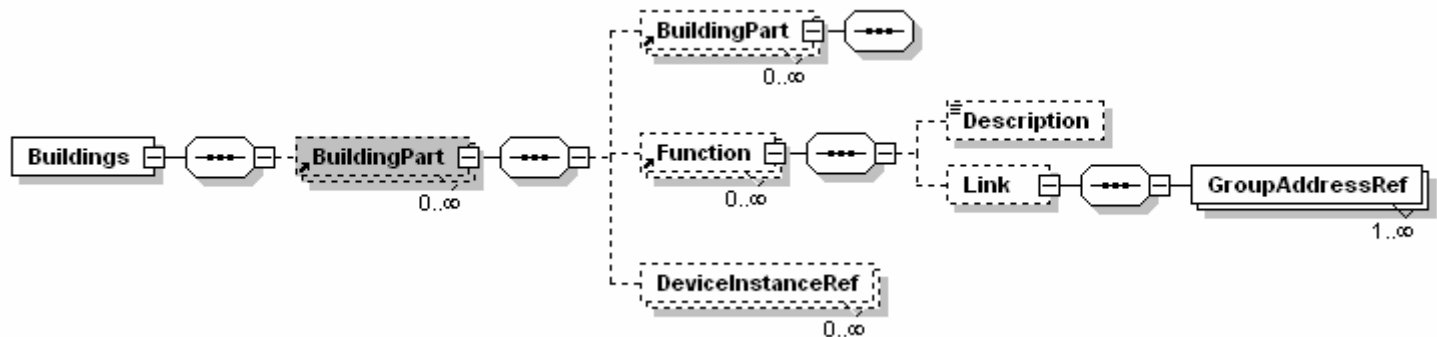 BuildingPart
0..∞
Description
Buildings
BuildingPart
0..∞
Function
0..∞
Link
GroupAddressRef
1..∞
DeviceInstanceRef
0..∞